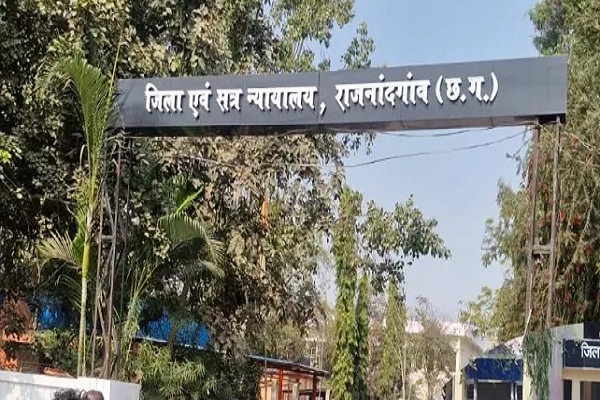 जिला एवं सत्र न्यायालय, राजनांदगांव (छ.ग.)
जिल